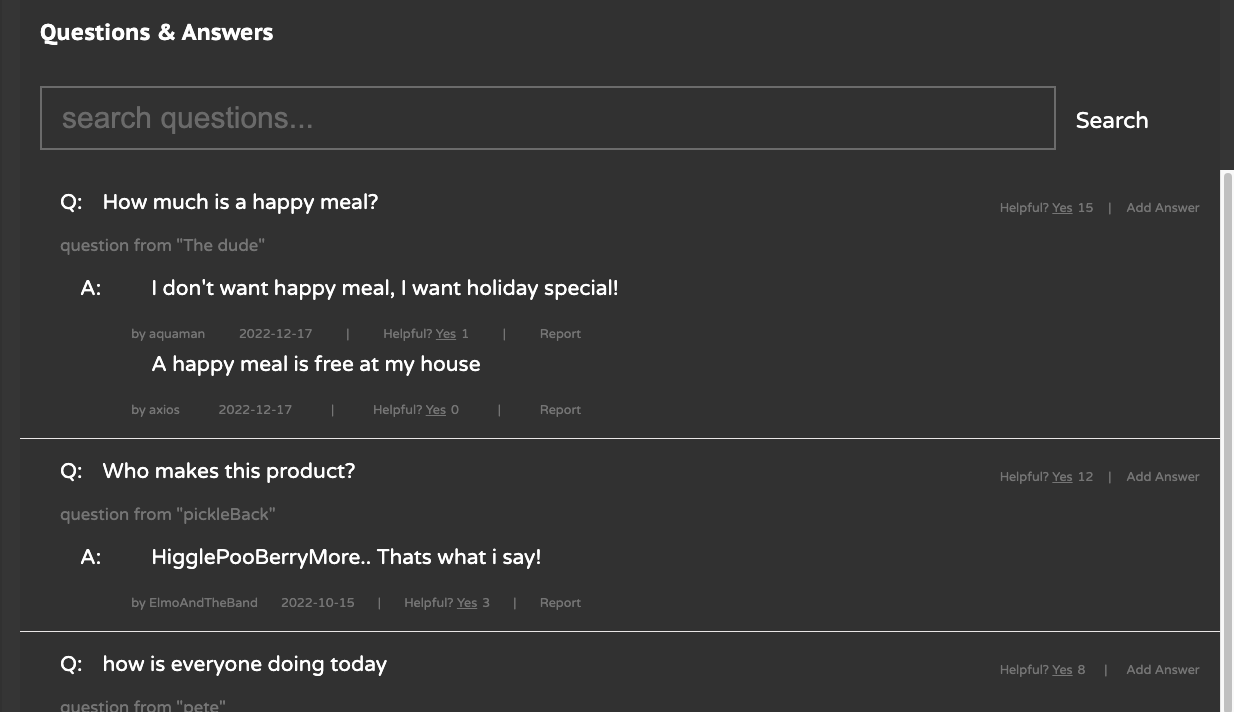 Questions & Answers
search questions... Search
Q: How much is a happy meal? Helpful? Yes 15 | Add Answer
question from "The dude"
A: I don't want happy meal, I want holiday special!
by aquaman 2022-12-17 | Helpful? Yes 1 | Report
A happy meal is free at my house
by axios 2022-12-17 | Helpful? Yes 0 | Report
Q: Who makes this product? Helpful? Yes 12 | Add Answer
question from "pickleBack"
A: HigglePooBerryMore.. Thats what i say!
by ElmoAndTheBand 2022-10-15 | Helpful? Yes 3 | Report
Q: how is everyone doing today Helpful? Yes 8 | Add Answer
question from "pete"